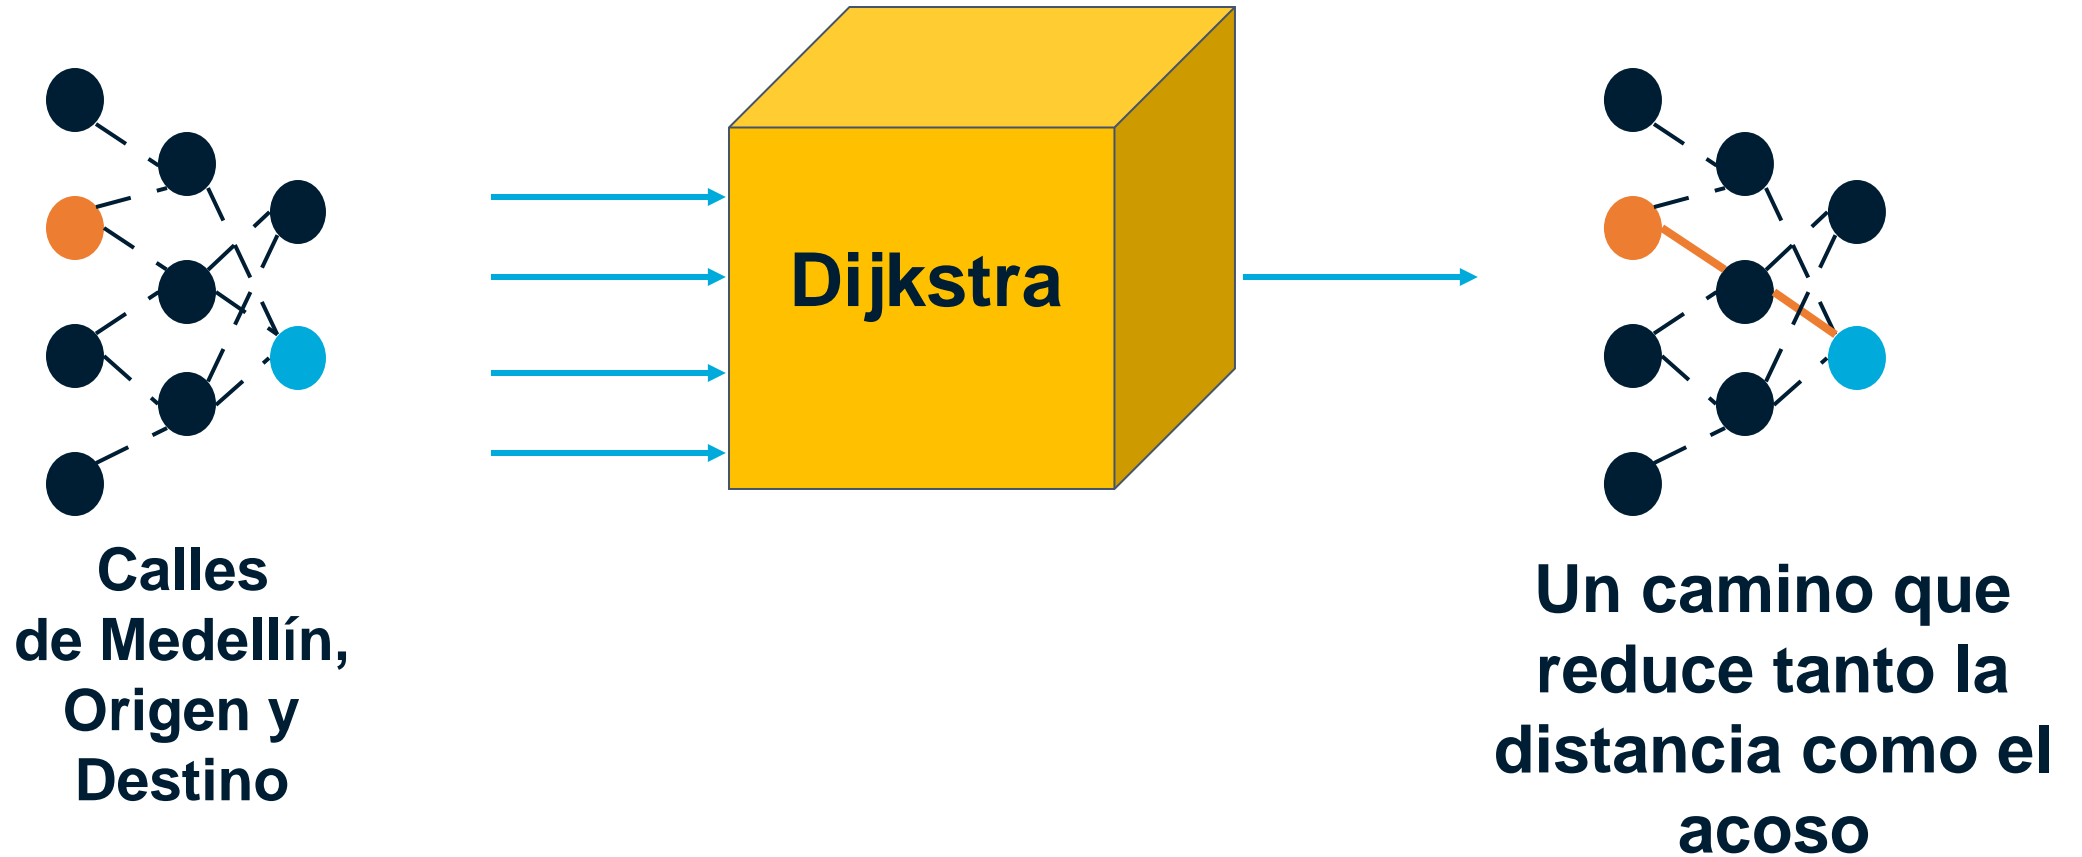 Calles
de Medellín,
Origen y
Destino
Dijkstra
Un camino que
reduce tanto la
distancia como el
acoso